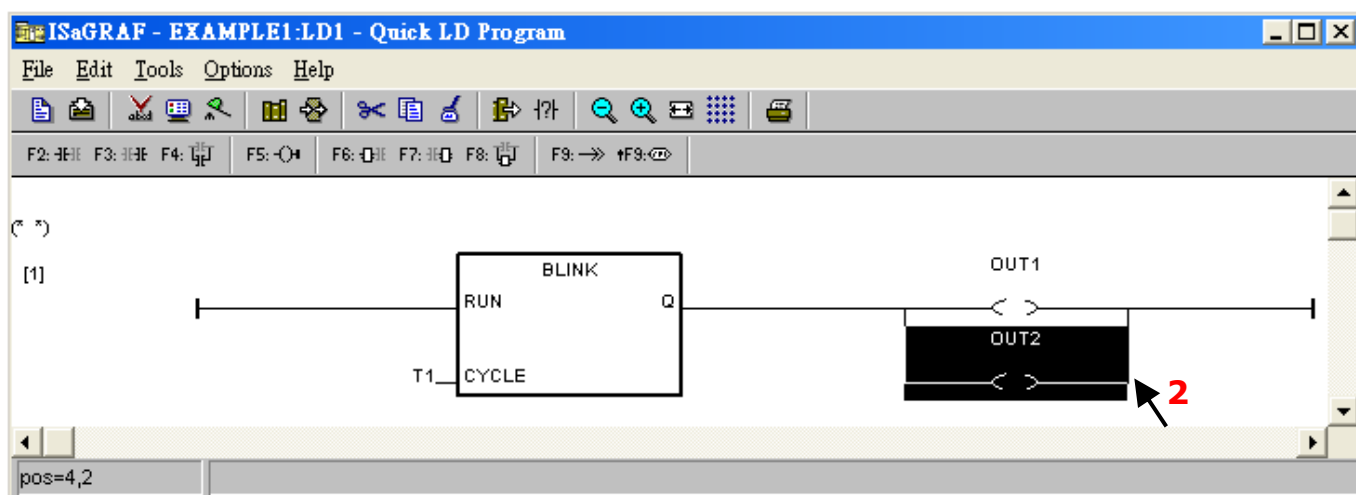 ISaGRAF - EXAMPLE1:LD1 - Quick LD Program
File Edit Tools Options Help
abcd
F2: F3: F4: F5: F6: F7: F8: F9: F9:
(* *)
[1]
BLINK
OUT1
RUN Q
OUT2
T1 CYCLE
2
pos=4,2